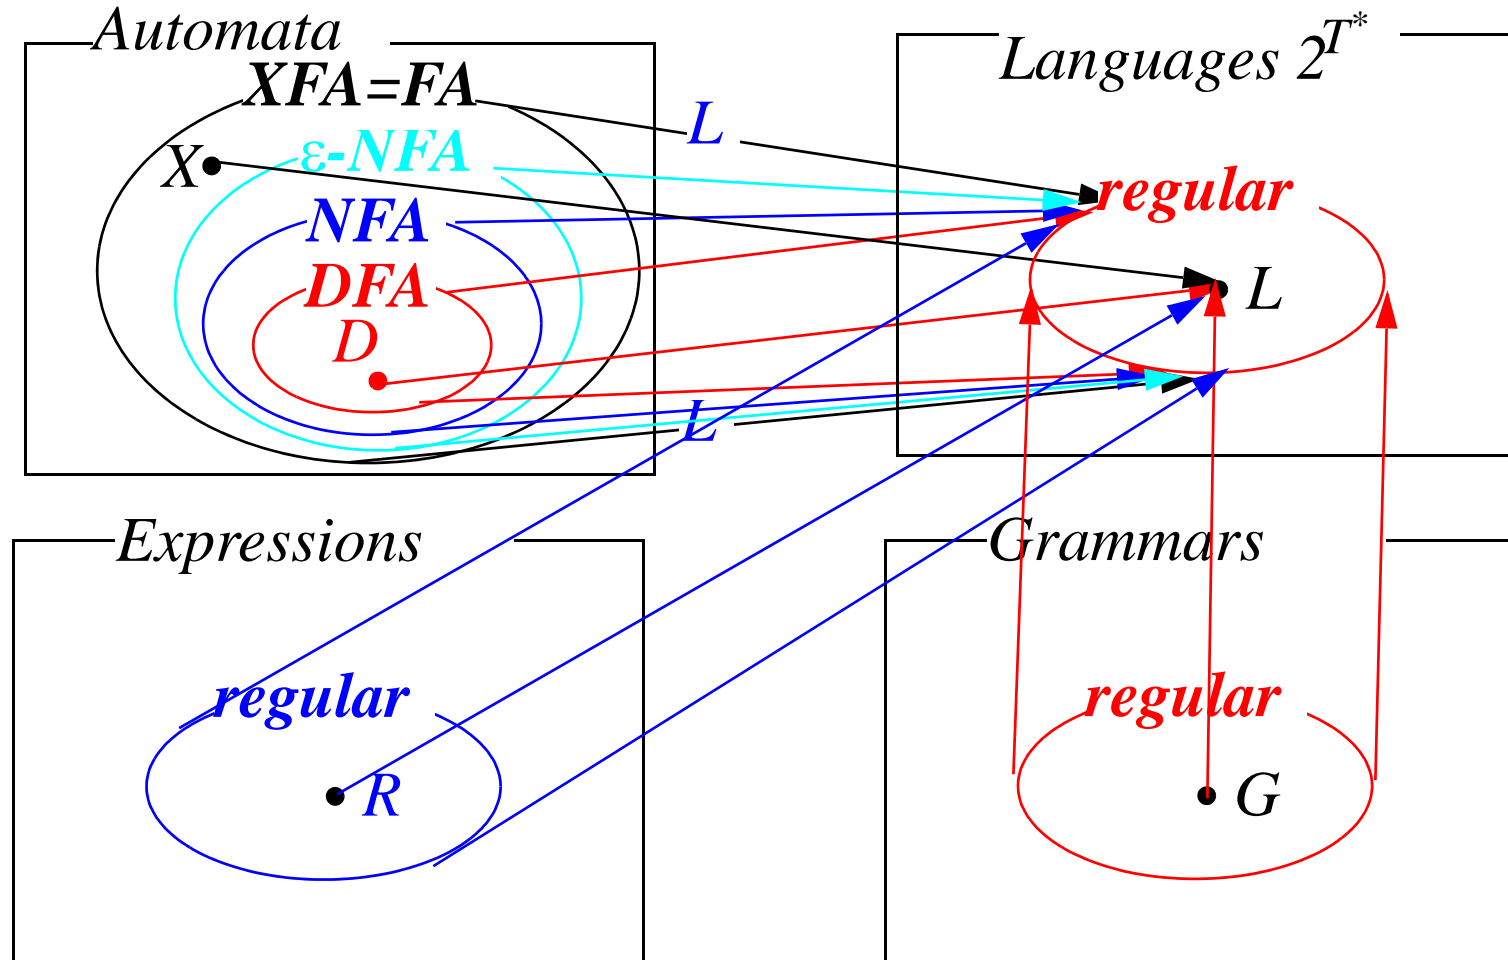 Automata
XFA=FA
X
ε-NFA
NFA
DFA
D
L
L
Languages 2^T*
regular
L
Expressions
regular
R
Grammars
regular
G